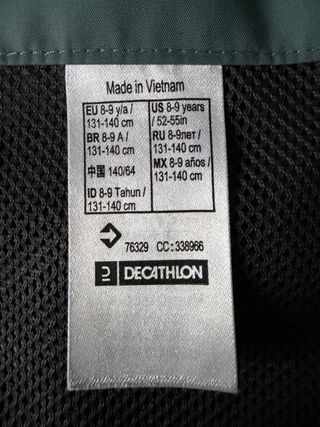 Made in Vietnam
EU 8-9 y/a /
131-140 cm
BR 8-9 A /
131-140 cm
中国 140/64
ID 8-9 Tahun /
131-140 cm
US 8-9 years
/ 52-55in
RU 8-9лет /
131-140 cm
MX 8-9 años /
131-140 cm
76329 CC:338966
DECATHLON